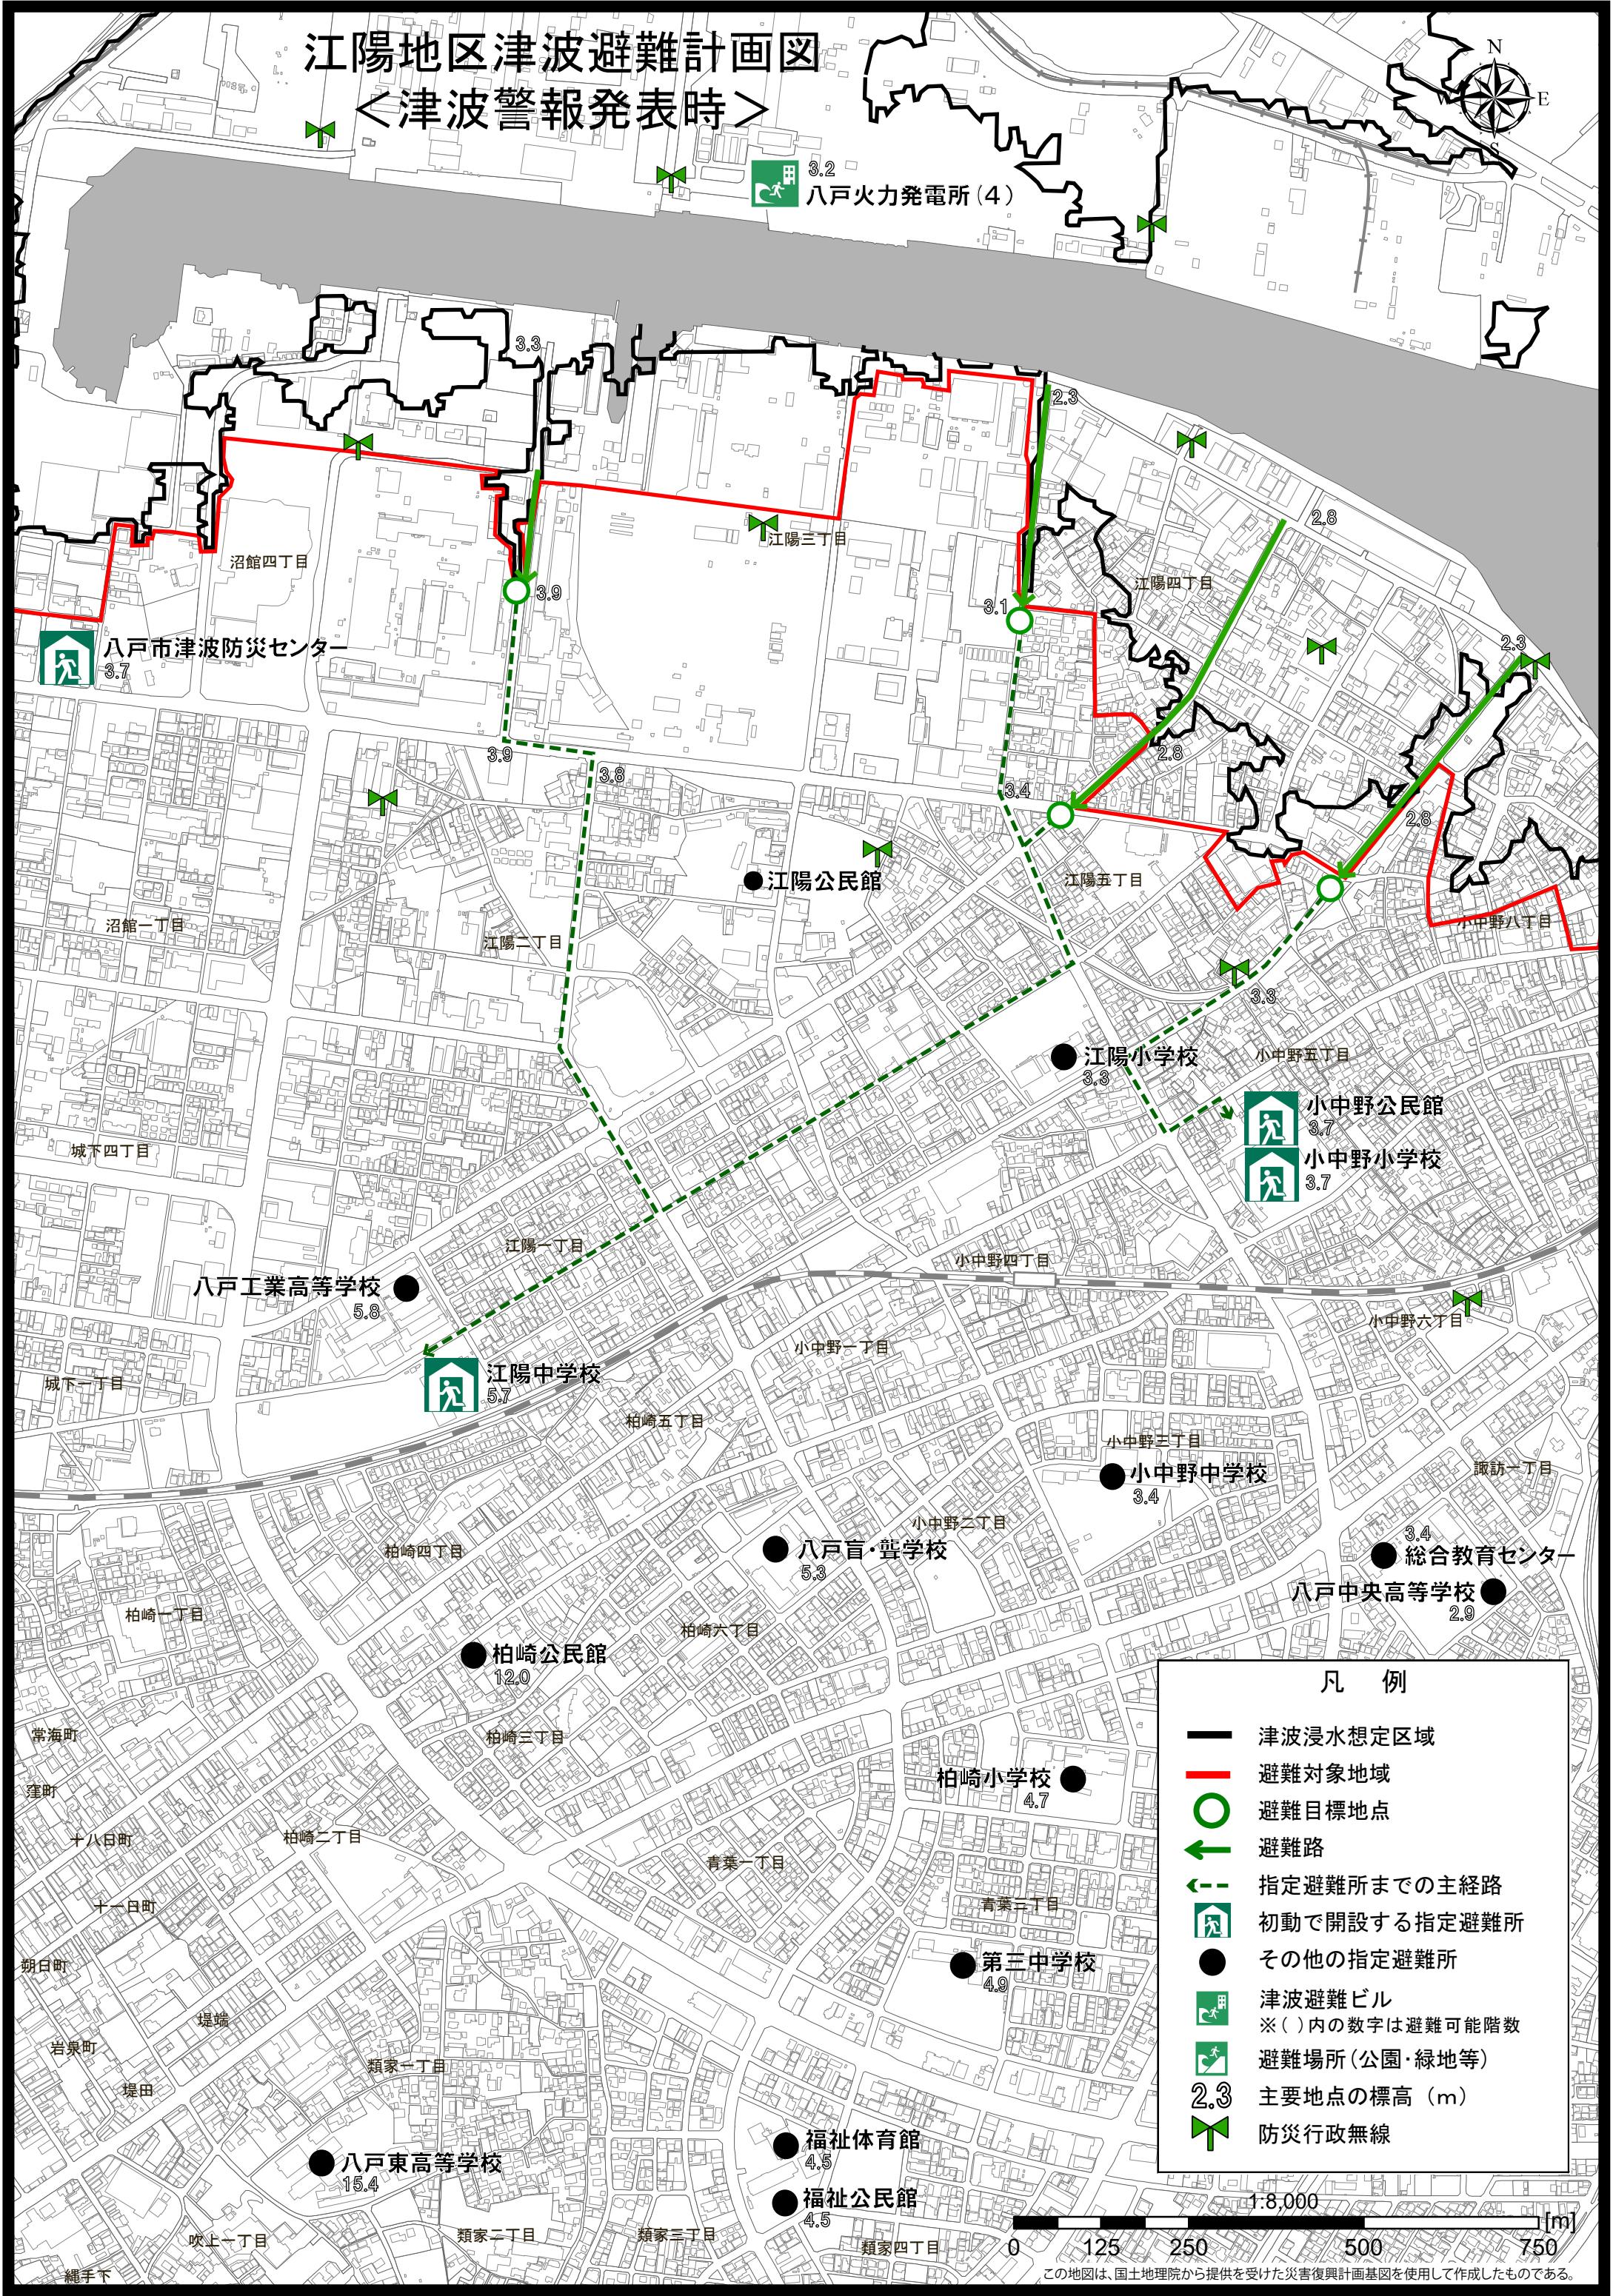 江陽地区津波避難計画図
＜津波警報発表時＞
N
W
E
S
3.2
八戸火力発電所(４)
3.3
2.3
2.8
沼館四丁目
江陽三丁目
江陽四丁目
3.9
3.1
八戸市津波防災センター
3.7
2.3
3.9
3.8
2.8
3.4
2.8
江陽公民館
江陽五丁目
沼館一丁目
江陽二丁目
小中野八丁目
3.3
江陽小学校
3.3
小中野五丁目
小中野公民館
3.7
小中野小学校
3.7
城下四丁目
江陽一丁目
小中野四丁目
八戸工業高等学校
5.8
小中野六丁目
小中野一丁目
江陽中学校
5.7
城下一丁目
柏崎五丁目
小中野三丁目
小中野中学校
3.4
諏訪一丁目
小中野二丁目
柏崎四丁目
八戸盲・聾学校
5.3
3.4
総合教育センター
八戸中央高等学校
2.9
柏崎一丁目
柏崎六丁目
柏崎公民館
12.0
常海町
柏崎三丁目
窪町
柏崎小学校
4.7
十八日町
柏崎二丁目
青葉一丁目
十一日町
青葉三丁目
朔日町
第三中学校
4.9
堤端
岩泉町
類家一丁目
堤田
八戸東高等学校
15.4
福祉体育館
4.5
福祉公民館
4.5
吹上一丁目
類家二丁目
類家三丁目
類家四丁目
縄手下
凡 例
津波浸水想定区域
避難対象地域
避難目標地点
避難路
指定避難所までの主経路
初動で開設する指定避難所
その他の指定避難所
津波避難ビル
※( )内の数字は避難可能階数
避難場所(公園・緑地等)
2.3 主要地点の標高（ｍ）
防災行政無線
1:8,000
[m]
0 125 250 500 750
この地図は、国土地理院から提供を受けた災害復興計画基図を使用して作成したものである。